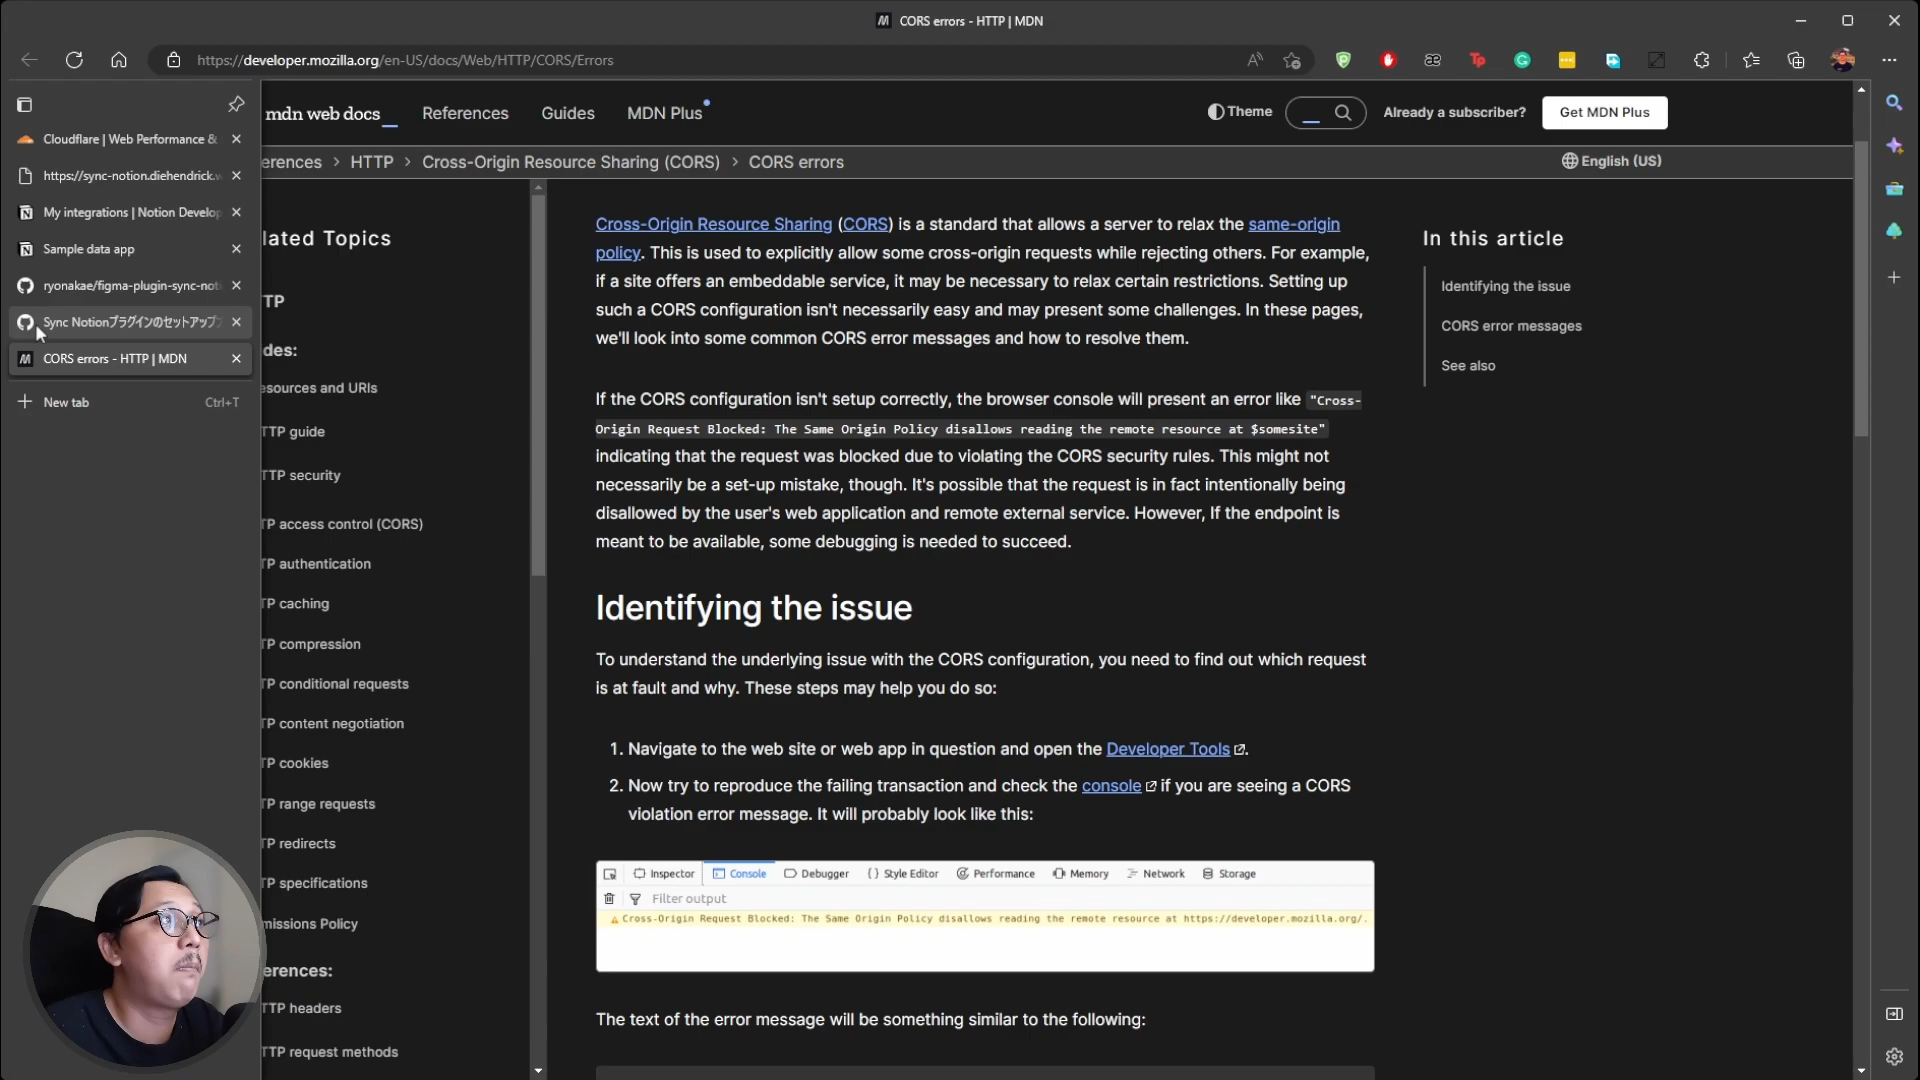 CORS errors - HTTP | MDN
https://developer.mozilla.org/en-US/docs/Web/HTTP/CORS/Errors
Cloudflare | Web Performance &
https://sync-notion.diehendrick.w
My integrations | Notion Develop
Sample data app
ryonakae/figma-plugin-sync-noti
Sync Notionプラグインのセットアップ
CORS errors - HTTP | MDN
New tab
Ctrl+T
mdn web docs
References
Guides
MDN Plus
Theme
Already a subscriber?
Get MDN Plus
erences > HTTP > Cross-Origin Resource Sharing (CORS) > CORS errors
English (US)
lated Topics
TP
des:
esources and URIs
TTP guide
TTP security
TP access control (CORS)
TP authentication
TP caching
TP compression
TP conditional requests
TP content negotiation
TP cookies
TP range requests
TP redirects
TP specifications
missions Policy
erences:
TTP headers
TTP request methods
Cross-Origin Resource Sharing (CORS) is a standard that allows a server to relax the same-origin
policy. This is used to explicitly allow some cross-origin requests while rejecting others. For example,
if a site offers an embeddable service, it may be necessary to relax certain restrictions. Setting up
such a CORS configuration isn't necessarily easy and may present some challenges. In these pages,
we'll look into some common CORS error messages and how to resolve them.
If the CORS configuration isn't setup correctly, the browser console will present an error like "Cross-
Origin Request Blocked: The Same Origin Policy disallows reading the remote resource at $somesite"
indicating that the request was blocked due to violating the CORS security rules. This might not
necessarily be a set-up mistake, though. It's possible that the request is in fact intentionally being
disallowed by the user's web application and remote external service. However, If the endpoint is
meant to be available, some debugging is needed to succeed.
Identifying the issue
To understand the underlying issue with the CORS configuration, you need to find out which request
is at fault and why. These steps may help you do so:
1. Navigate to the web site or web app in question and open the Developer Tools.
2. Now try to reproduce the failing transaction and check the console if you are seeing a CORS
violation error message. It will probably look like this:
Inspector
Console
Debugger
Style Editor
Performance
Memory
Network
Storage
Filter output
Cross-Origin Request Blocked: The Same Origin Policy disallows reading the remote resource at https://developer.mozilla.org/.
The text of the error message will be something similar to the following:
In this article
Identifying the issue
CORS error messages
See also